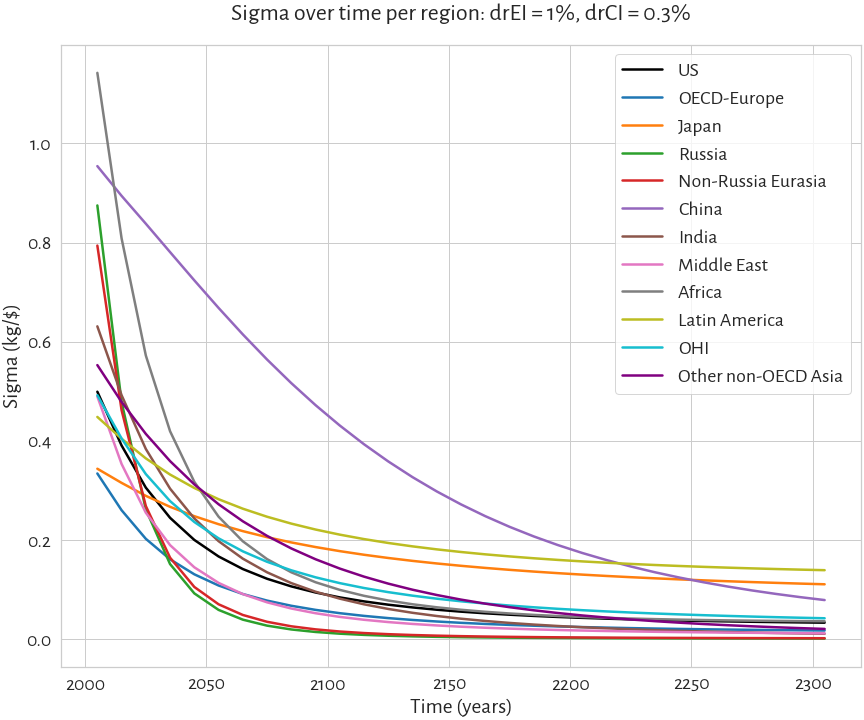 Sigma over time per region: drEI = 1%, drCI = 0.3%
Sigma (kg/$)
1.0
0.8
0.6
0.4
0.2
0.0
US
OECD-Europe
Japan
Russia
Non-Russia Eurasia
China
India
Middle East
Africa
Latin America
OHI
Other non-OECD Asia
2000 2050 2100 2150 2200 2250 2300
Time (years)